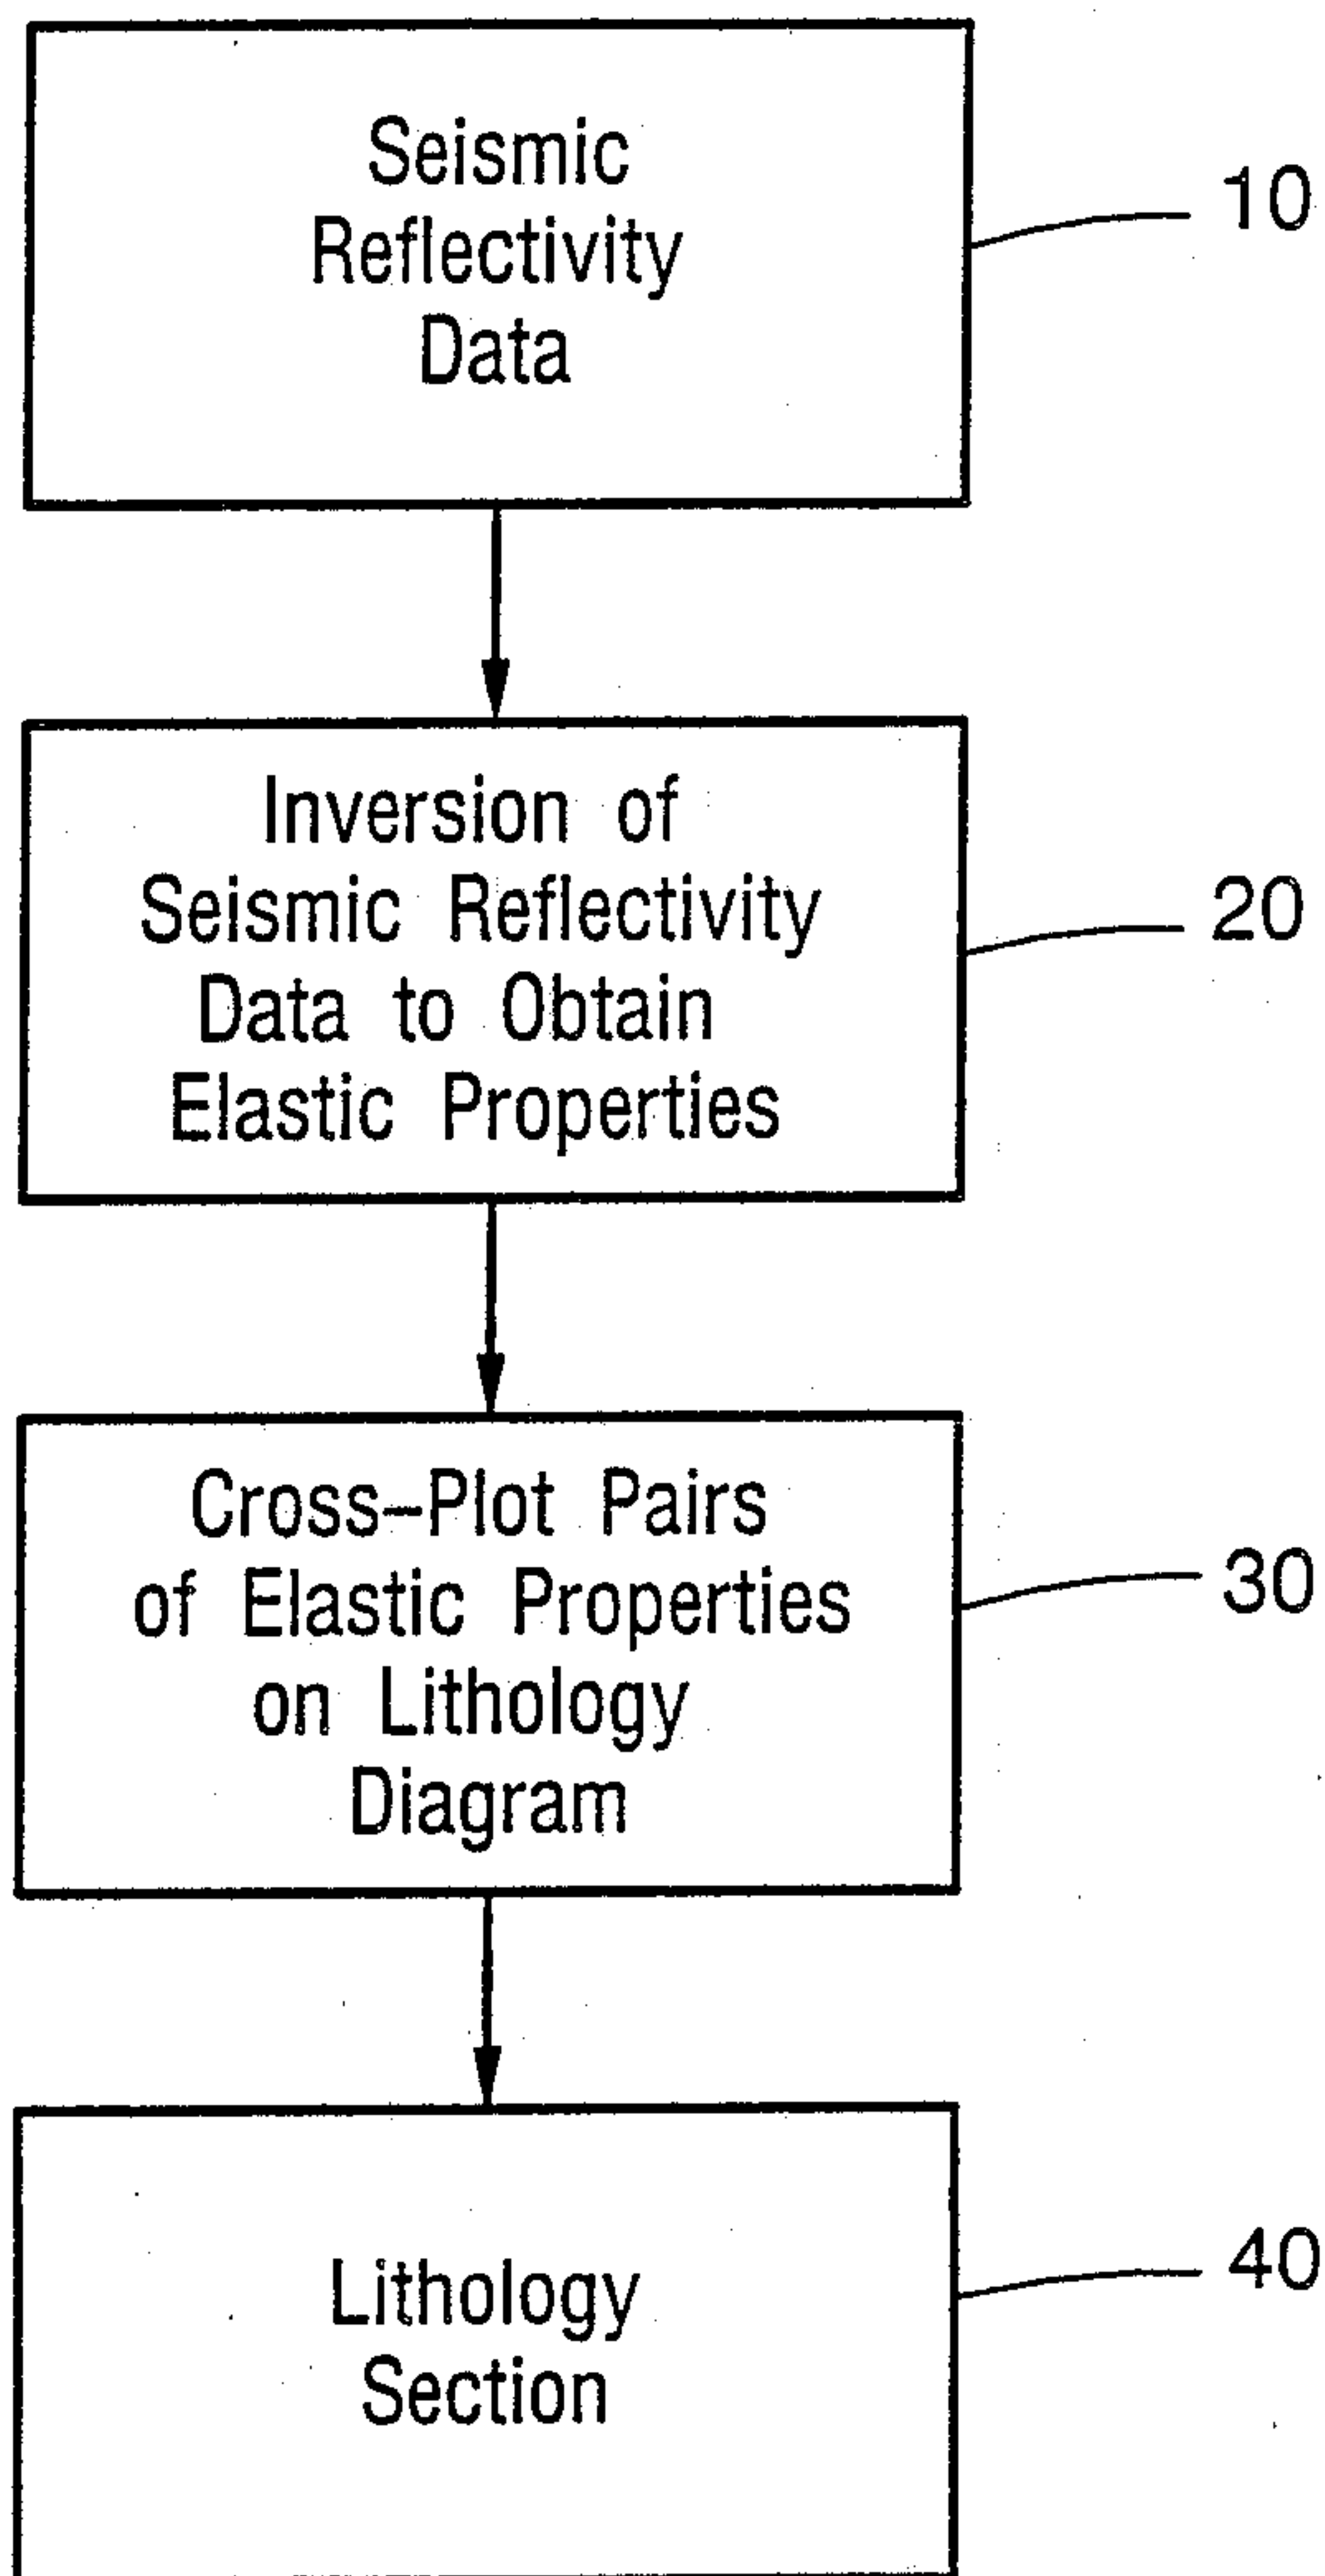 Seismic
Reflectivity
Data
10
Inversion of
Seismic Reflectivity
Data to Obtain
Elastic Properties
20
Cross-Plot Pairs
of Elastic Properties
on Lithology
Diagram
30
Lithology
Section
40